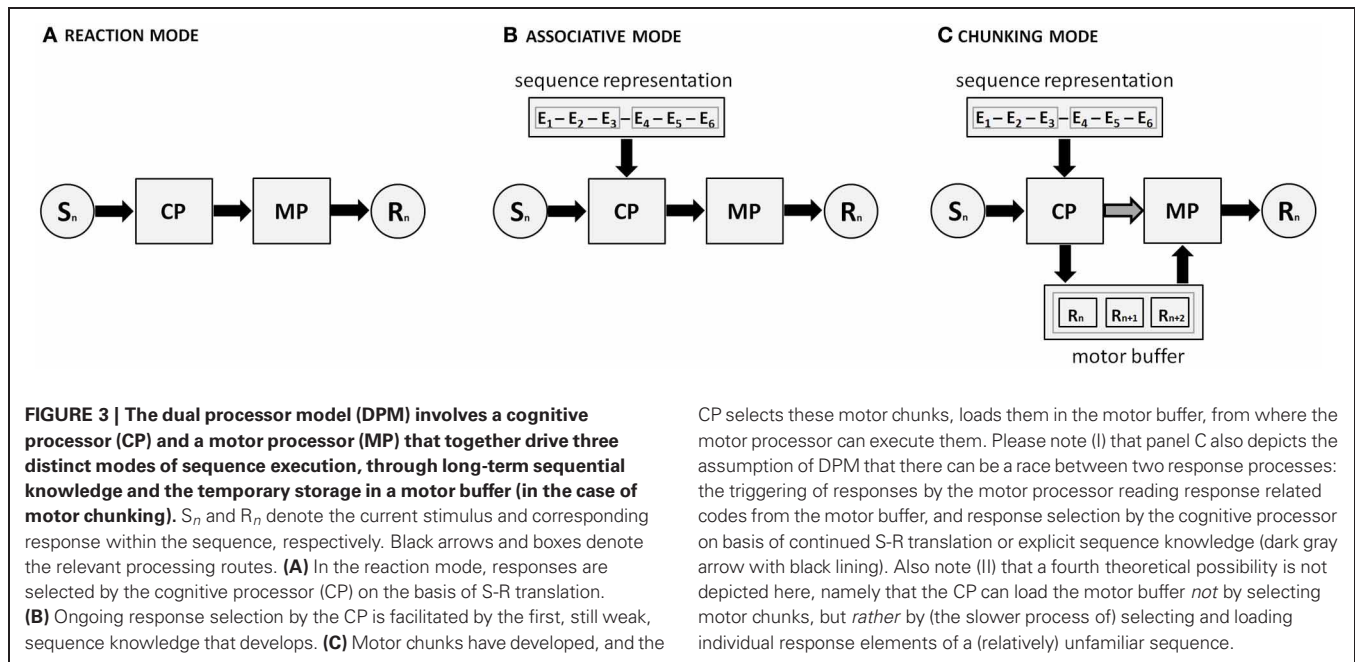 A REACTION MODE
B ASSOCIATIVE MODE
C CHUNKING MODE
sequence representation
sequence representation
E1 – E2 – E3 – E4 – E5 – E6
E1 – E2 – E3 – E4 – E5 – E6
Sn CP MP Rn
Sn CP MP Rn
Sn CP MP Rn
Rn Rn+1 Rn+2
motor buffer
FIGURE 3 | The dual processor model (DPM) involves a cognitive
processor (CP) and a motor processor (MP) that together drive three
distinct modes of sequence execution, through long-term sequential
knowledge and the temporary storage in a motor buffer (in the case of
motor chunking). Sn and Rn denote the current stimulus and corresponding
response within the sequence, respectively. Black arrows and boxes denote
the relevant processing routes. (A) In the reaction mode, responses are
selected by the cognitive processor (CP) on the basis of S-R translation.
(B) Ongoing response selection by the CP is facilitated by the first, still weak,
sequence knowledge that develops. (C) Motor chunks have developed, and the
CP selects these motor chunks, loads them in the motor buffer, from where the
motor processor can execute them. Please note (I) that panel C also depicts the
assumption of DPM that there can be a race between two response processes:
the triggering of responses by the motor processor reading response related
codes from the motor buffer, and response selection by the cognitive processor
on basis of continued S-R translation or explicit sequence knowledge (dark gray
arrow with black lining). Also note (II) that a fourth theoretical possibility is not
depicted here, namely that the CP can load the motor buffer not by selecting
motor chunks, but rather by (the slower process of) selecting and loading
individual response elements of a (relatively) unfamiliar sequence.